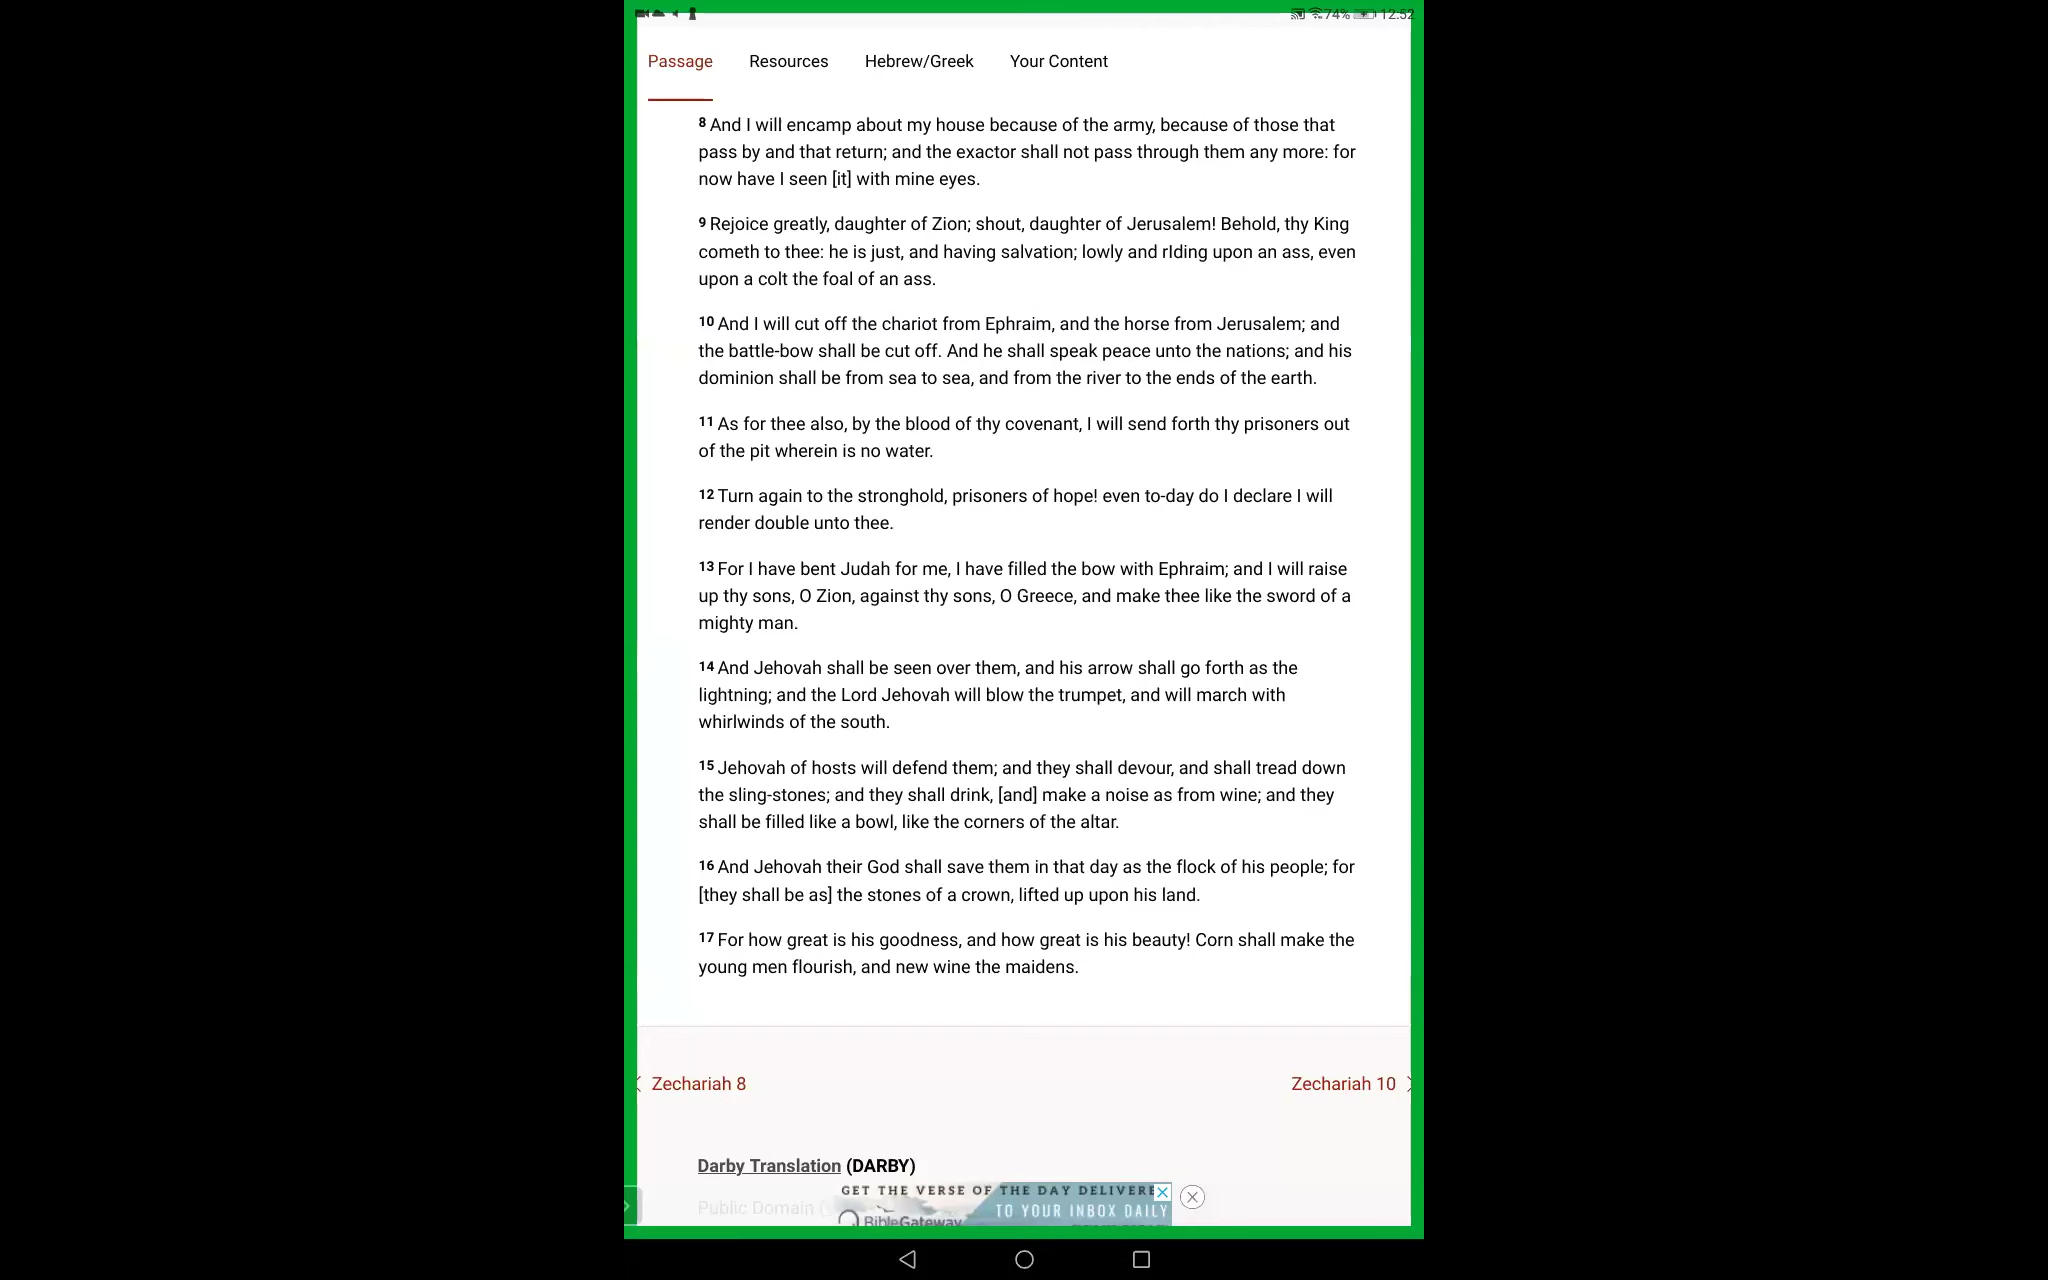 74% 12:52
Passage Resources Hebrew/Greek Your Content
8 And I will encamp about my house because of the army, because of those that
pass by and that return; and the exactor shall not pass through them any more: for
now have I seen [it] with mine eyes.
9 Rejoice greatly, daughter of Zion; shout, daughter of Jerusalem! Behold, thy King
cometh to thee: he is just, and having salvation; lowly and rIding upon an ass, even
upon a colt the foal of an ass.
10 And I will cut off the chariot from Ephraim, and the horse from Jerusalem; and
the battle-bow shall be cut off. And he shall speak peace unto the nations; and his
dominion shall be from sea to sea, and from the river to the ends of the earth.
11 As for thee also, by the blood of thy covenant, I will send forth thy prisoners out
of the pit wherein is no water.
12 Turn again to the stronghold, prisoners of hope! even to-day do I declare I will
render double unto thee.
13 For I have bent Judah for me, I have filled the bow with Ephraim; and I will raise
up thy sons, O Zion, against thy sons, O Greece, and make thee like the sword of a
mighty man.
14 And Jehovah shall be seen over them, and his arrow shall go forth as the
lightning; and the Lord Jehovah will blow the trumpet, and will march with
whirlwinds of the south.
15 Jehovah of hosts will defend them; and they shall devour, and shall tread down
the sling-stones; and they shall drink, [and] make a noise as from wine; and they
shall be filled like a bowl, like the corners of the altar.
16 And Jehovah their God shall save them in that day as the flock of his people; for
[they shall be as] the stones of a crown, lifted up upon his land.
17 For how great is his goodness, and how great is his beauty! Corn shall make the
young men flourish, and new wine the maidens.
Zechariah 8 Zechariah 10
Darby Translation (DARBY)
GET THE VERSE OF THE DAY DELIVERE
Public Domain ( TO YOUR INBOX DAILY
BibleGateway